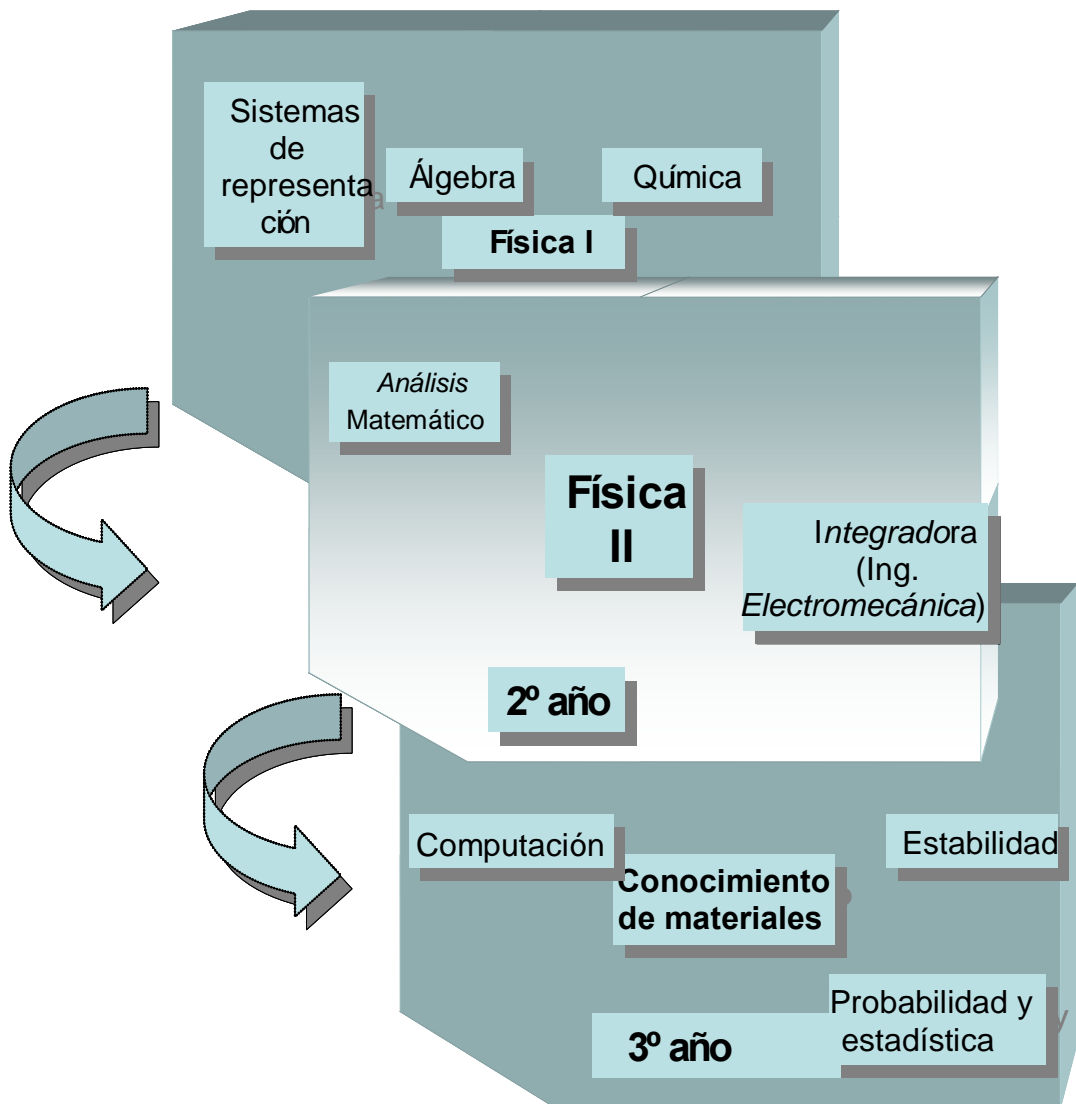 Sistemas
de
representa
ción
Álgebra
Química
Física I
Análisis
Matemático
Física
II
Integradora
(Ing.
Electromecánica)
2º año
Computación
Estabilidad
Conocimiento
de materiales
Probabilidad y
estadística
3º año